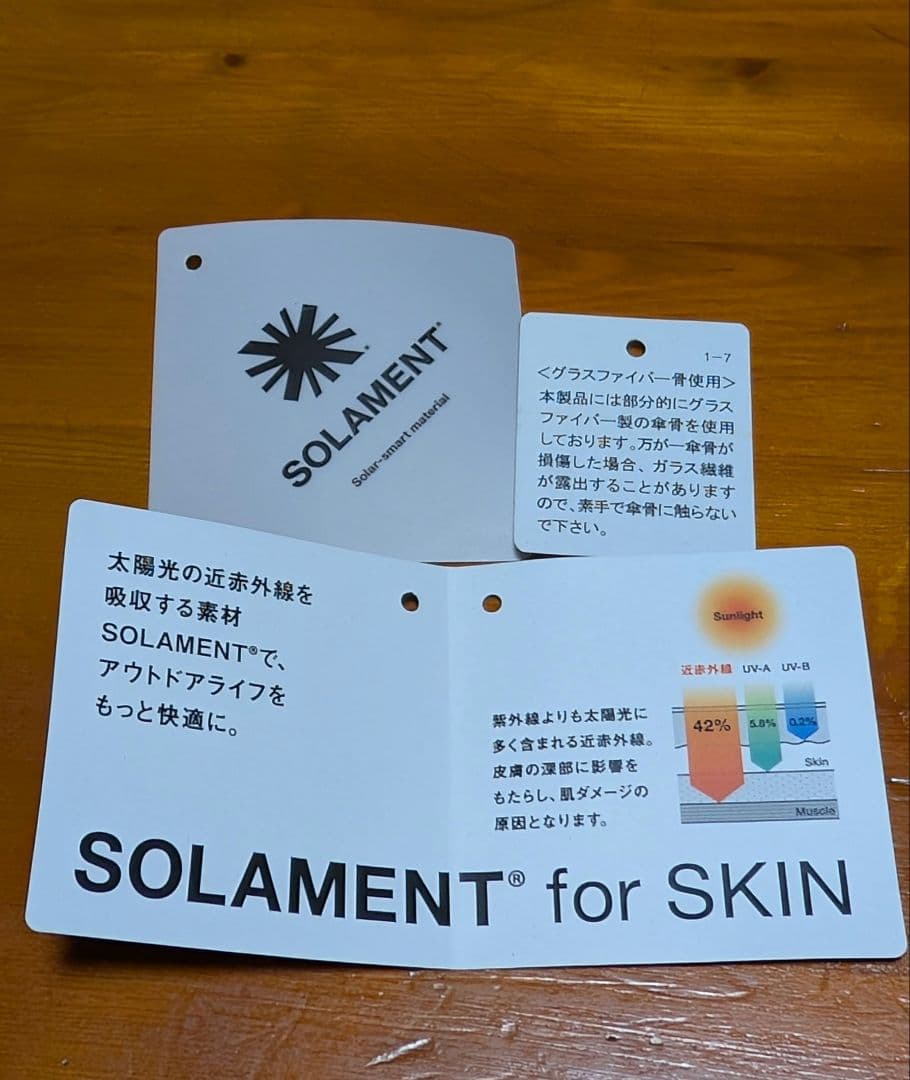 SOLAMENT®
Solar-smart material
1-7
<グラスファイバー骨使用>
本製品には部分的にグラス
ファイバー製の傘骨を使用
しております。万が一傘骨が
損傷した場合、ガラス繊維
が露出することがあります
ので、素手で傘骨に触らない
で下さい。
太陽光の近赤外線を
吸収する素材
SOLAMENT®で、
アウトドアライフを
もっと快適に。
紫外線よりも太陽光に
多く含まれる近赤外線。
皮膚の深部に影響を
もたらし、肌ダメージの
原因となります。
Sunlight
近赤外線 UV-A UV-B
42% 5.8% 0.2%
Skin
Muscle
SOLAMENT® for SKIN